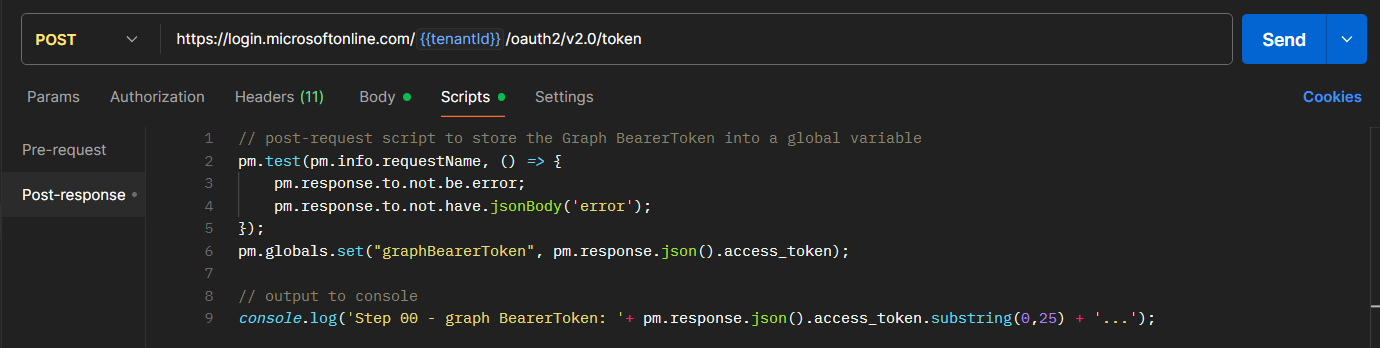 POST
https://login.microsoftonline.com/ {{tenantId}} /oauth2/v2.0/token
Send
Params Authorization Headers (11) Body Scripts Settings Cookies
Pre-request
Post-response
1 // post-request script to store the Graph BearerToken into a global variable
2 pm.test(pm.info.requestName, () => {
3 pm.response.to.not.be.error;
4 pm.response.to.not.have.jsonBody('error');
5 });
6 pm.globals.set("graphBearerToken", pm.response.json().access_token);
7
8 // output to console
9 console.log('Step 00 - graph BearerToken: '+ pm.response.json().access_token.substring(0,25) + '...');